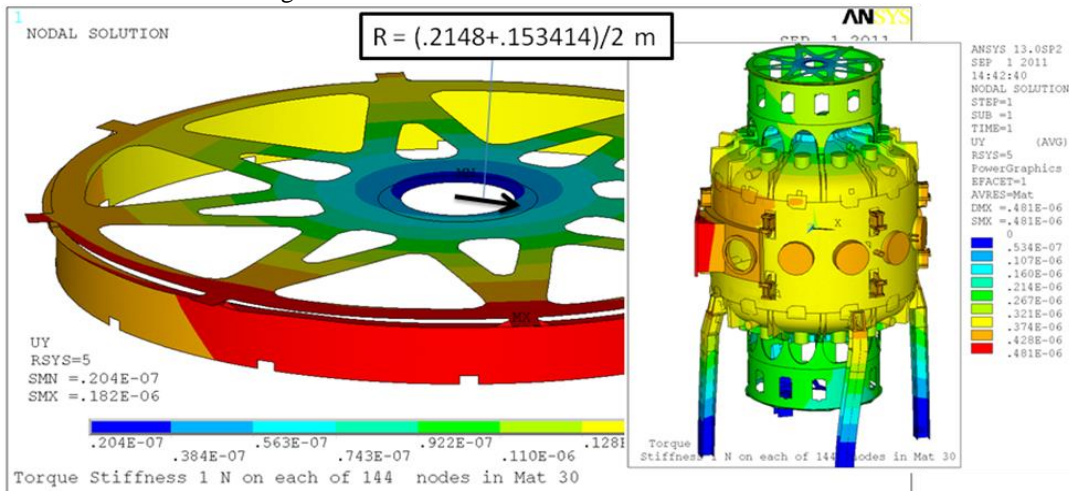 1
NODAL SOLUTION
R = (.2148+.153414)/2 m
ANSYS
SEP 1 2011
MN
MX
UY
RSYS=5
SMN =.204E-07
SMX =.182E-06
.204E-07 .563E-07 .922E-07 .128E
.384E-07 .743E-07 .110E-06
Torque Stiffness 1 N on each of 144 nodes in Mat 30
ANSYS 13.0SP2
SEP 1 2011
14:42:40
NODAL SOLUTION
STEP=1
SUB =1
TIME=1
UY (AVG)
RSYS=5
PowerGraphics
EFACET=1
AVRES=Mat
DMX =.481E-06
SMX =.481E-06
0
.534E-07
.107E-06
.160E-06
.214E-06
.267E-06
.321E-06
.374E-06
.428E-06
.481E-06
X
Torque
Stiffness 1 N on each of 144 nodes in Mat 30